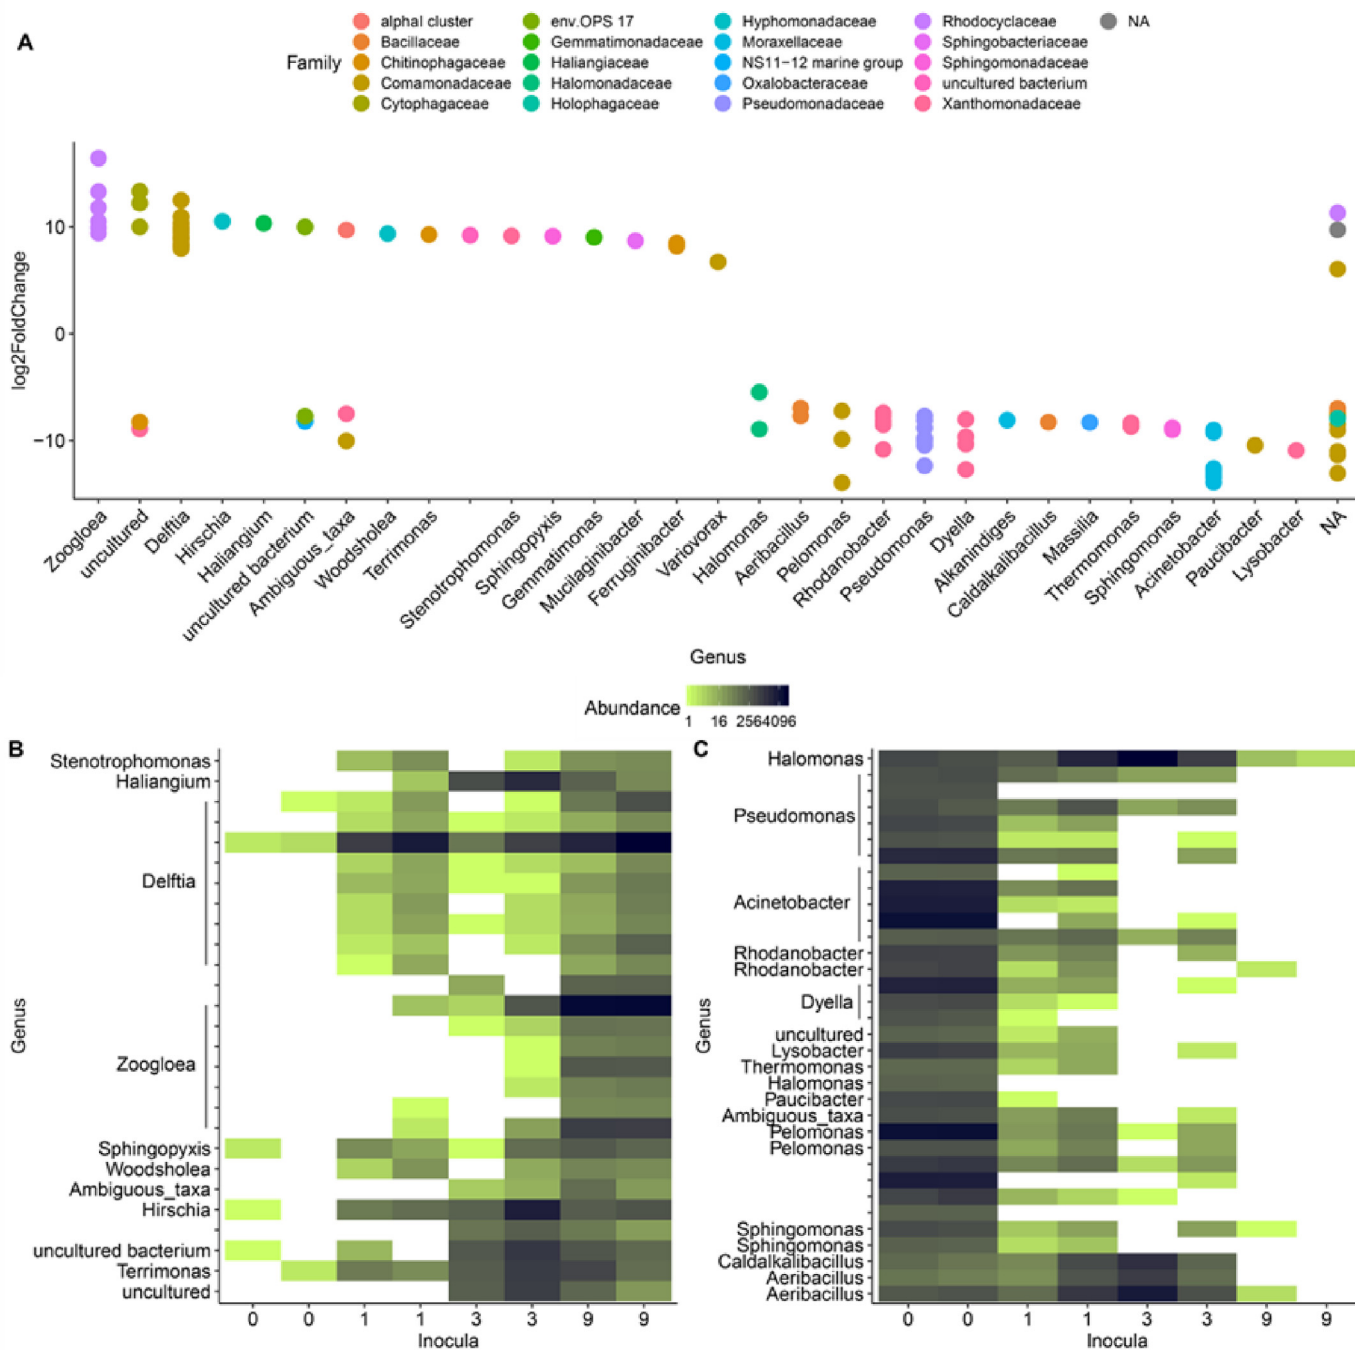 A
Family
alphaI cluster
Bacillaceae
Chitinophagaceae
Comamonadaceae
Cytophagaceae
env.OPS 17
Gemmatimonadaceae
Haliangiaceae
Halomonadaceae
Holophagaceae
Hyphomonadaceae
Moraxellaceae
NS11−12 marine group
Oxalobacteraceae
Pseudomonadaceae
Rhodocyclaceae
Sphingobacteriaceae
Sphingomonadaceae
uncultured bacterium
Xanthomonadaceae
NA
log2FoldChange
10
0
−10
Zoogloea
uncultured
Delftia
Hirschia
Haliangium
uncultured bacterium
Ambiguous_taxa
Woodsholea
Terrimonas
Stenotrophomonas
Sphingopyxis
Gemmatimonas
Mucilaginibacter
Ferruginibacter
Variovorax
Halomonas
Aeribacillus
Pelomonas
Rhodanobacter
Pseudomonas
Dyella
Alkanindiges
Caldalkalibacillus
Massilia
Thermomonas
Sphingomonas
Acinetobacter
Paucibacter
Lysobacter
NA
Genus
Abundance
1 16 2564096
B
Genus
Stenotrophomonas
Haliangium
Delftia
Zoogloea
Sphingopyxis
Woodsholea
Ambiguous_taxa
Hirschia
uncultured bacterium
Terrimonas
uncultured
0 0 1 1 3 3 9 9
Inocula
C
Genus
Halomonas
Pseudomonas
Acinetobacter
Rhodanobacter
Rhodanobacter
Dyella
uncultured
Lysobacter
Thermomonas
Halomonas
Paucibacter
Ambiguous_taxa
Pelomonas
Pelomonas
Sphingomonas
Sphingomonas
Caldalkalibacillus
Aeribacillus
Aeribacillus
0 0 1 1 3 3 9 9
Inocula